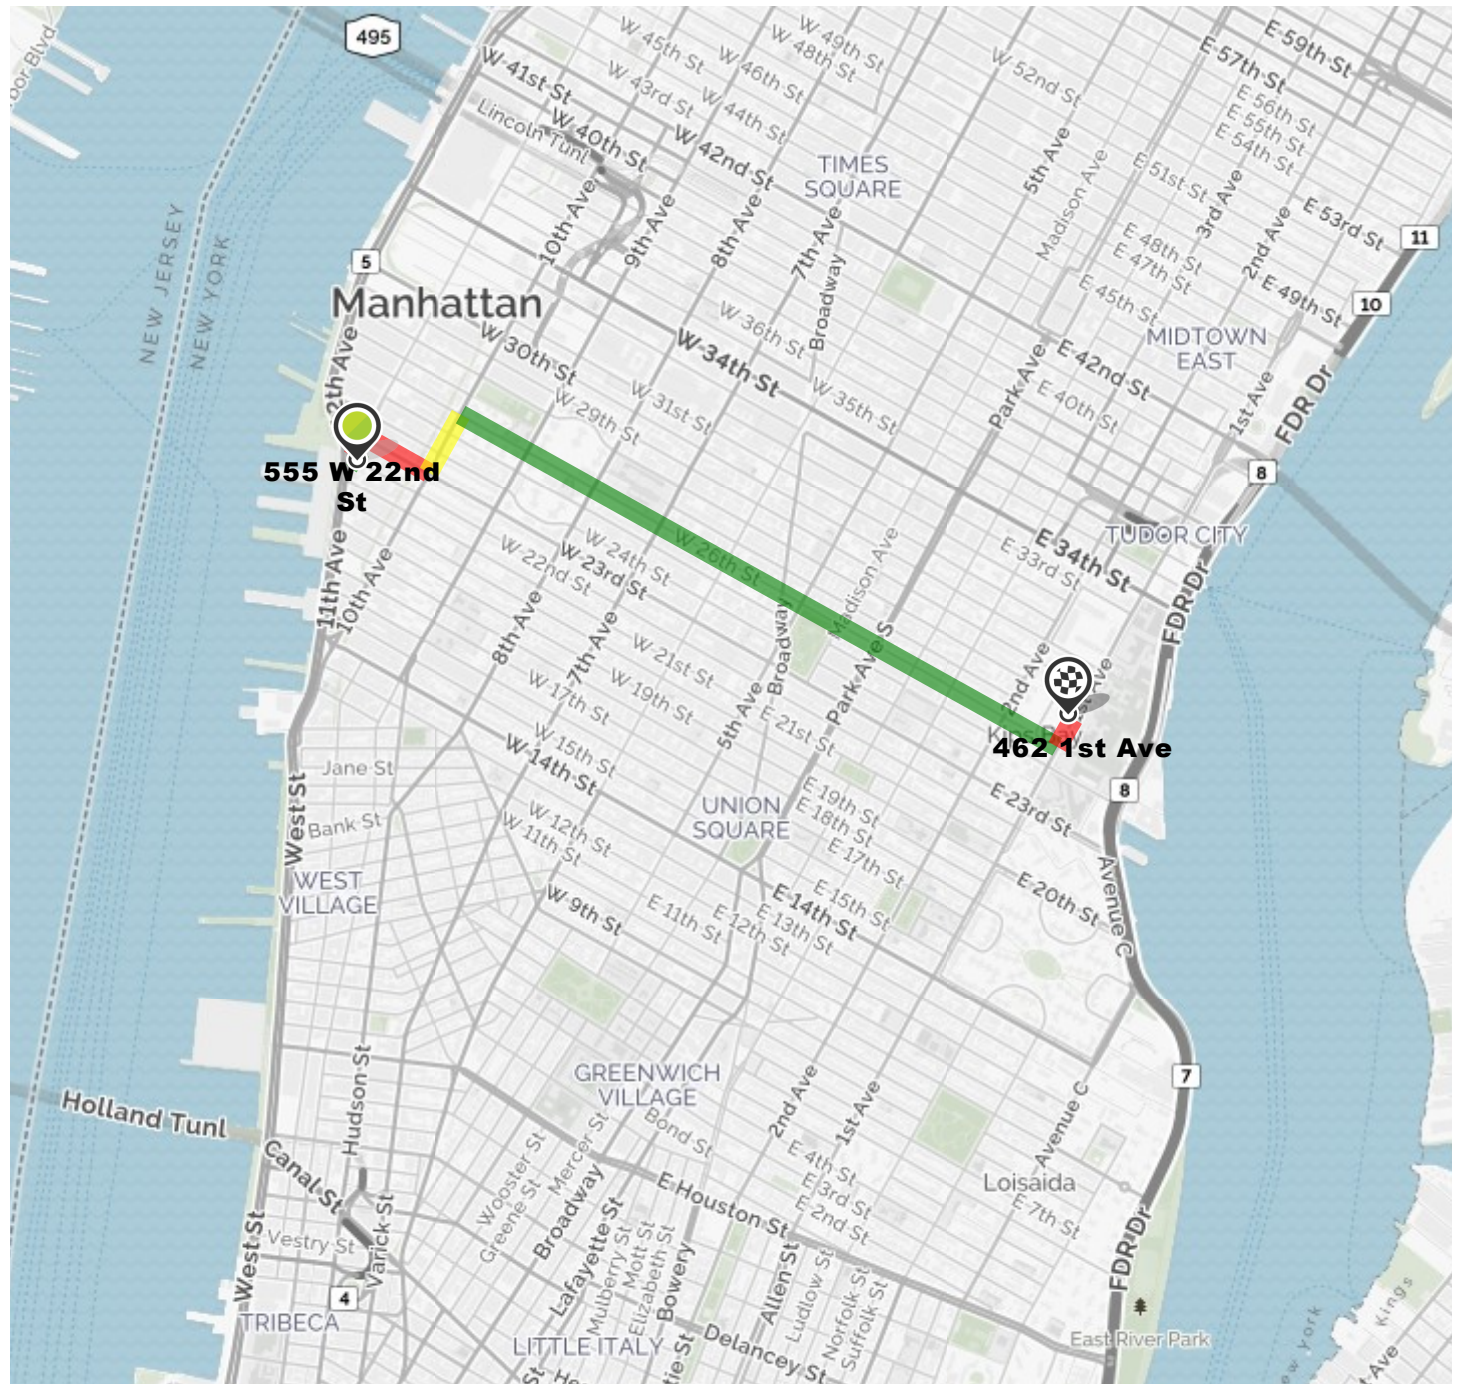 495
W 49th St
W 48th St
W 45th St
W 46th St
W 41st St
W 43rd St
W 44th St
W 52nd St
E 59th St
E 57th St
E 56th St
E 55th St
E 54th St
Lincoln Tunl
W 40th St
W 42nd St
TIMES
SQUARE
5th Ave
Madison Ave
E 51st St
3rd Ave
2nd Ave
E 53rd St
11
NEW JERSEY
NEW YORK
10th Ave
9th Ave
8th Ave
7th Ave
Broadway
E 48th St
E 47th St
E 45th St
E 49th St
10
5
Manhattan
W 30th St
W 36th St
W 34th St
W 35th St
W 31st St
W 29th St
MIDTOWN
EAST
E 42nd St
E 40th St
Park Ave
1st Ave
FDR Dr
8
2th Ave
555 W 22nd
St
TUDOR CITY
E 34th St
E 33rd St
FDR Dr
W 26th St
W 24th St
W 23rd St
W 22nd St
11th Ave
10th Ave
8th Ave
7th Ave
Broadway
Madison Ave
Park Ave S
2nd Ave
W 21st St
W 19th St
W 17th St
5th Ave
E 21st St
462 1st Ave
8
W 15th St
W 14th St
Jane St
West St
Bank St
UNION
SQUARE
E 23rd St
E 19th St
E 18th St
E 17th St
W 12th St
W 11th St
W 9th St
WEST
VILLAGE
E 20th St
Avenue C
E 15th St
E 14th St
E 13th St
E 12th St
E 11th St
GREENWICH
VILLAGE
7
Holland Tunl
Hudson St
Canal St
Bond St
2nd Ave
1st Ave
Avenue C
E 4th St
E 3rd St
E 2nd St
Loisaida
E 7th St
Wooster St
Greene St
Mercer St
Broadway
E Houston St
Vestry St
Varick St
West St
4
TRIBECA
Lafayette St
Mulberry St
Mott St
Elizabeth St
Bowery
Allen St
Ludlow St
Norfolk St
Suffolk St
FDR Dr
LITTLE ITALY
Delancey St
East River Park
Kings